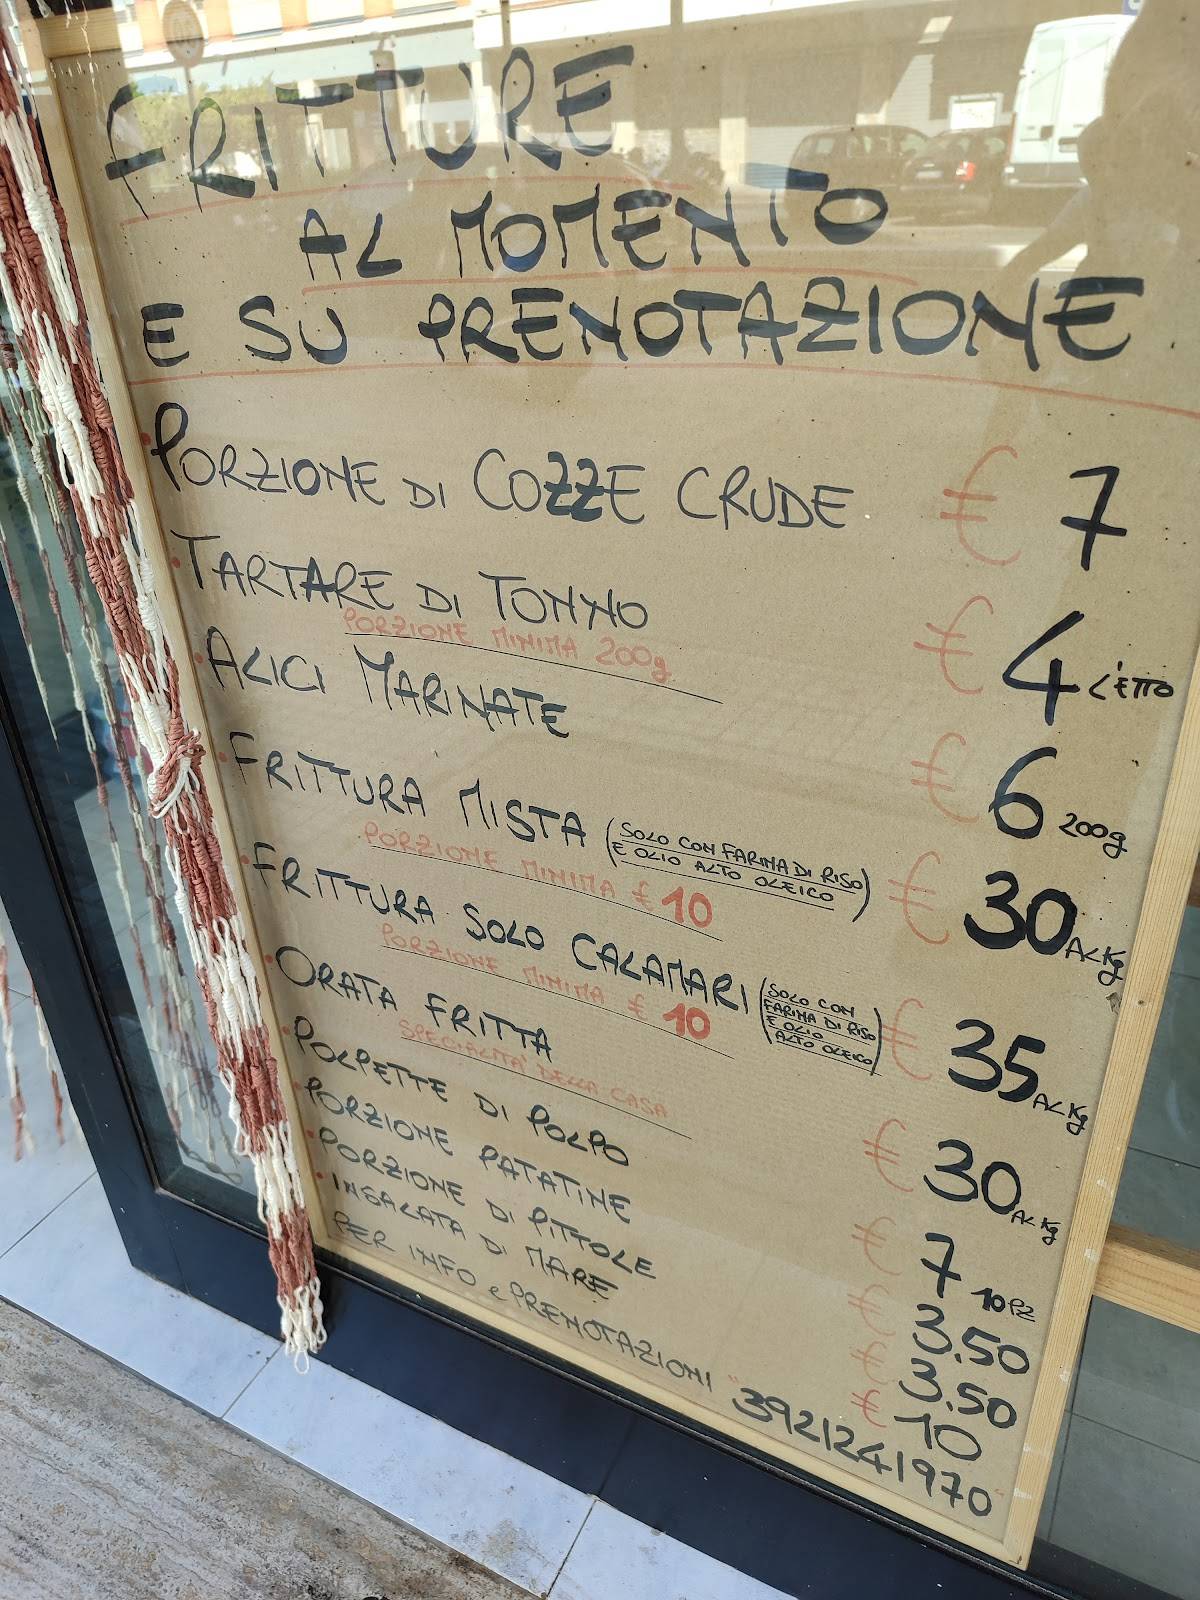 FRITTURE
AL MOMENTO
E SU PRENOTAZIONE
PORZIONE DI COZZE CRUDE € 7
TARTARE DI TONNO € 4 L'ETTO
PORZIONE MINIMA 200g
ALICI MARINATE € 6 200g
FRITTURA MISTA (SOLO CON FARINA DI RISO € 30 AL Kg
E OLIO ALTO OLEICO)
PORZIONE MINIMA € 10
FRITTURA SOLO CALAMARI (SOLO CON € 35 AL Kg
FARINA DI RISO
E OLIO
ALTO OLEICO)
PORZIONE MINIMA € 10
ORATA FRITTA € 30 AL Kg
SPECIALITA' DELLA CASA
POLPETTE DI POLPO € 7 10 PZ
PORZIONE PATATINE € 3.50
PORZIONE DI PITTOLE € 3.50
INSALATA DI MARE € 10
PER INFO e PRENOTAZIONI "3921241970"